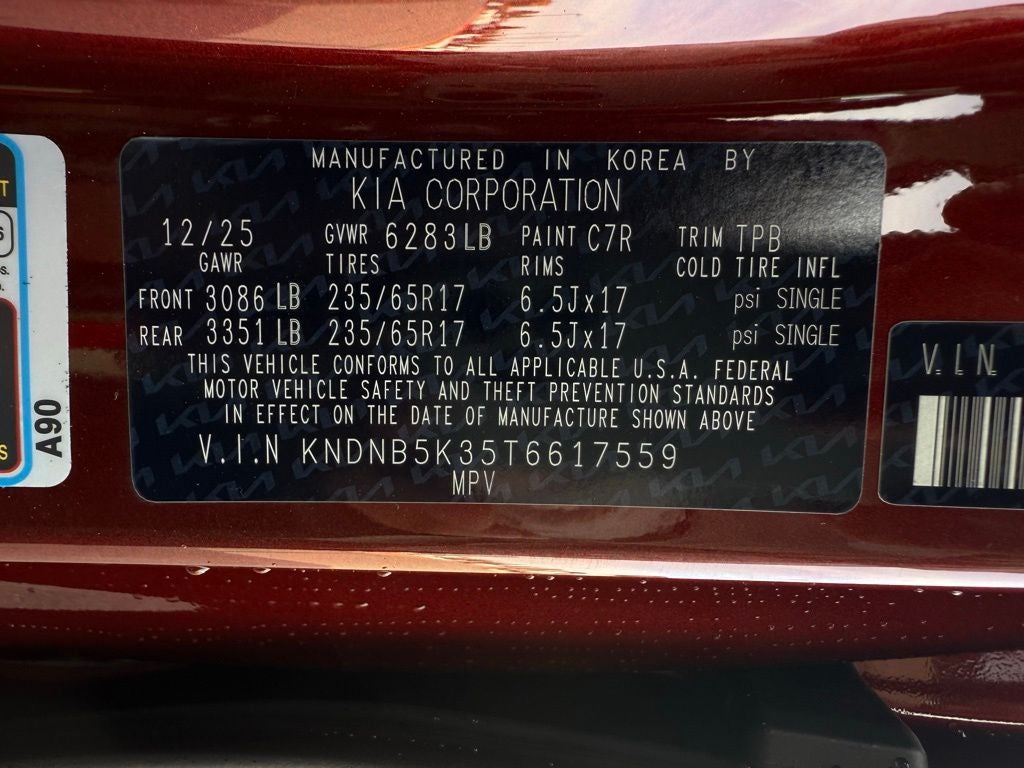 MANUFACTURED IN KOREA BY
KIA CORPORATION
12/25 GVWR 6283LB PAINT C7R TRIM TPB
GAWR TIRES RIMS COLD TIRE INFL
FRONT 3086 LB 235/65R17 6.5Jx17 psi SINGLE
REAR 3351 LB 235/65R17 6.5Jx17 psi SINGLE
THIS VEHICLE CONFORMS TO ALL APPLICABLE U.S.A. FEDERAL
MOTOR VEHICLE SAFETY AND THEFT PREVENTION STANDARDS
IN EFFECT ON THE DATE OF MANUFACTURE SHOWN ABOVE
V.I.N KNDNB5K35T6617559
MPV
A90
V.I.N